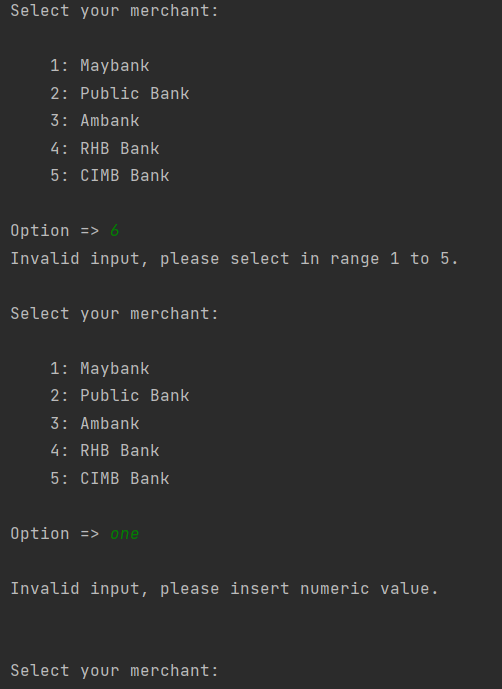 Select your merchant:
1: Maybank
2: Public Bank
3: Ambank
4: RHB Bank
5: CIMB Bank
Option => 6
Invalid input, please select in range 1 to 5.
Select your merchant:
1: Maybank
2: Public Bank
3: Ambank
4: RHB Bank
5: CIMB Bank
Option => one
Invalid input, please insert numeric value.
Select your merchant: